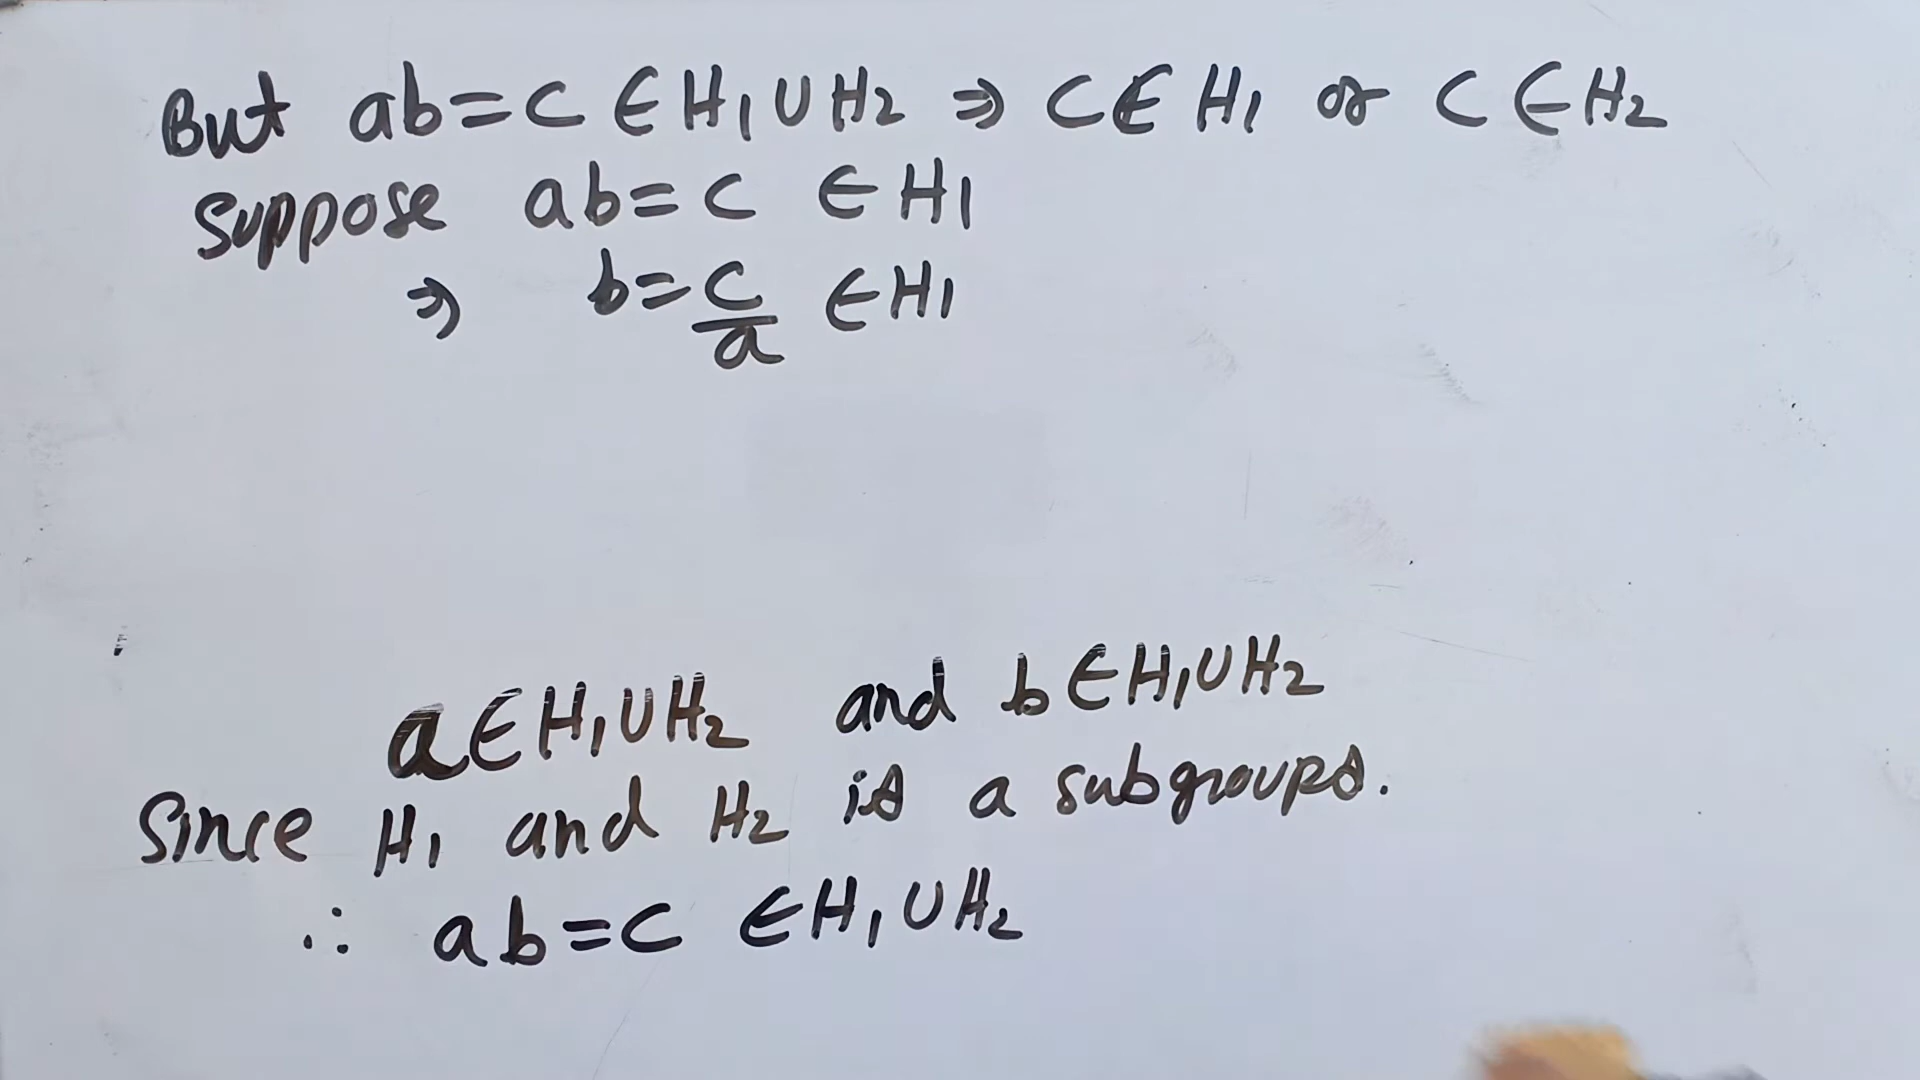 But ab=c ∈ H₁ ∪ H₂ ⇒ c ∈ H₁ or c ∈ H₂
Suppose ab=c ∈ H₁
⇒ b=c/a ∈ H₁
a ∈ H₁ ∪ H₂ and b ∈ H₁ ∪ H₂
Since H₁ and H₂ is a subgroups.
∴ ab=c ∈ H₁ ∪ H₂